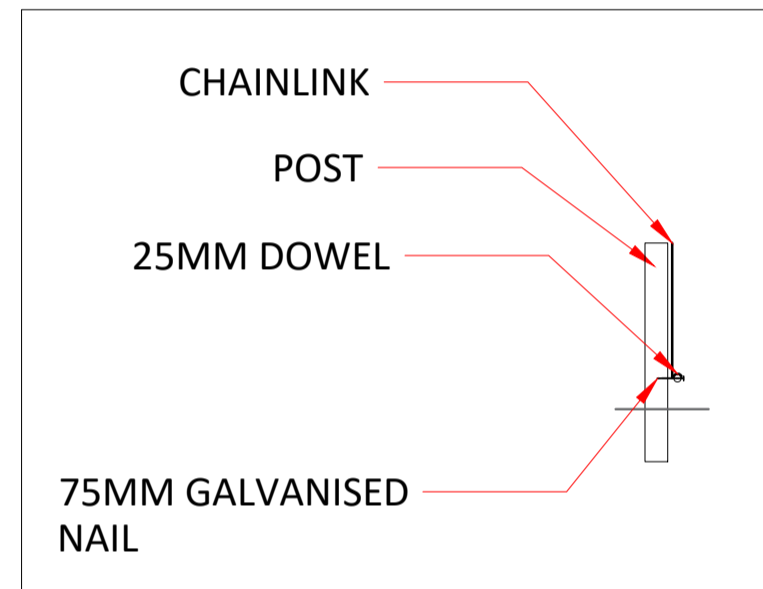 CHAINLINK
POST
25MM DOWEL
75MM GALVANISED
NAIL